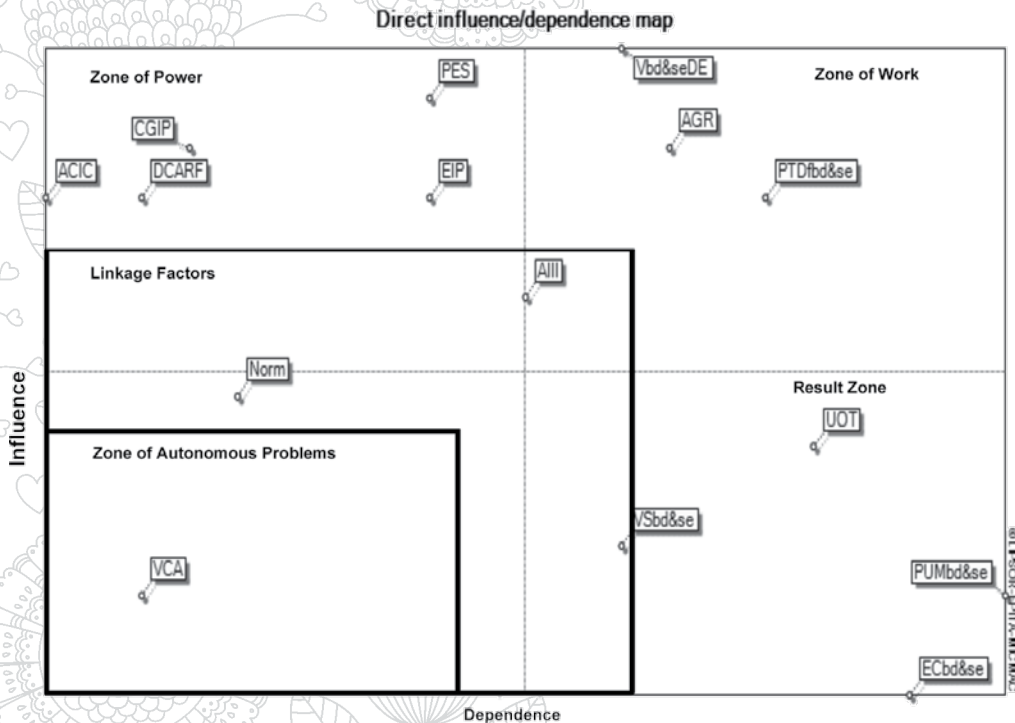 Direct influence/dependence map
Zone of Power
PES
Vbd&seDE
Zone of Work
CGIP
AGR
ACIC
DCARF
EIP
PTDfbd&se
Linkage Factors
AIII
Norm
Influence
Result Zone
UOT
Zone of Autonomous Problems
VSbd&se
VCA
PUMbd&se
ECbd&se
Dependence